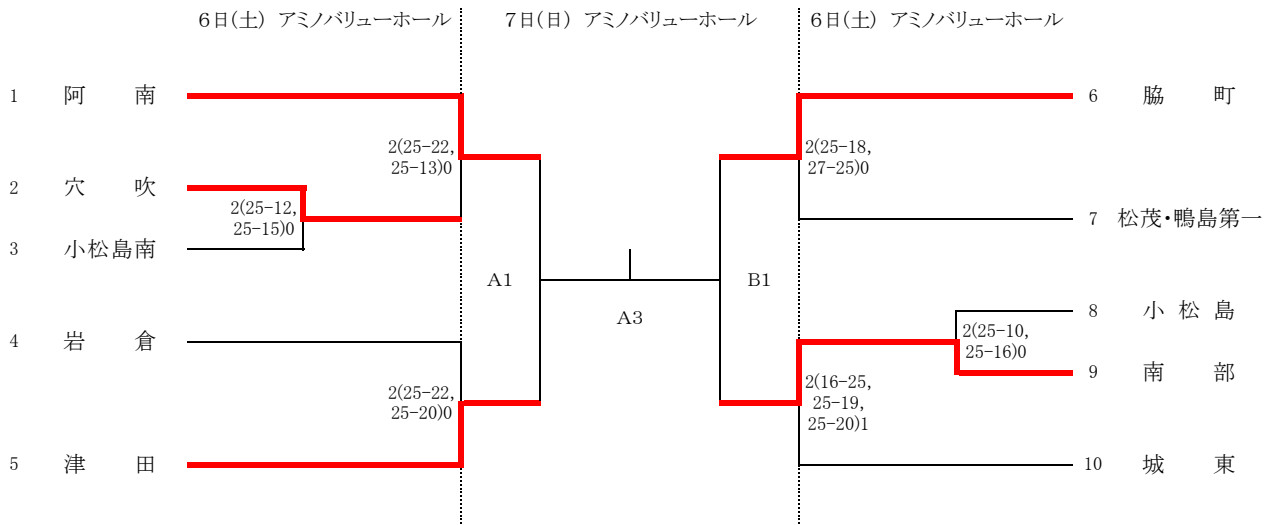 6日(土) アミノバリューホール
7日(日) アミノバリューホール
6日(土) アミノバリューホール
1 阿 南
2(25-22,
25-13)0
2 穴 吹
2(25-12,
25-15)0
3 小松島南
A1
4 岩 倉
2(25-22,
25-20)0
5 津 田
A3
6 脇 町
2(25-18,
27-25)0
7 松茂・鴨島第一
B1
8 小 松 島
2(25-10,
25-16)0
9 南 部
2(16-25,
25-19,
25-20)1
10 城 東